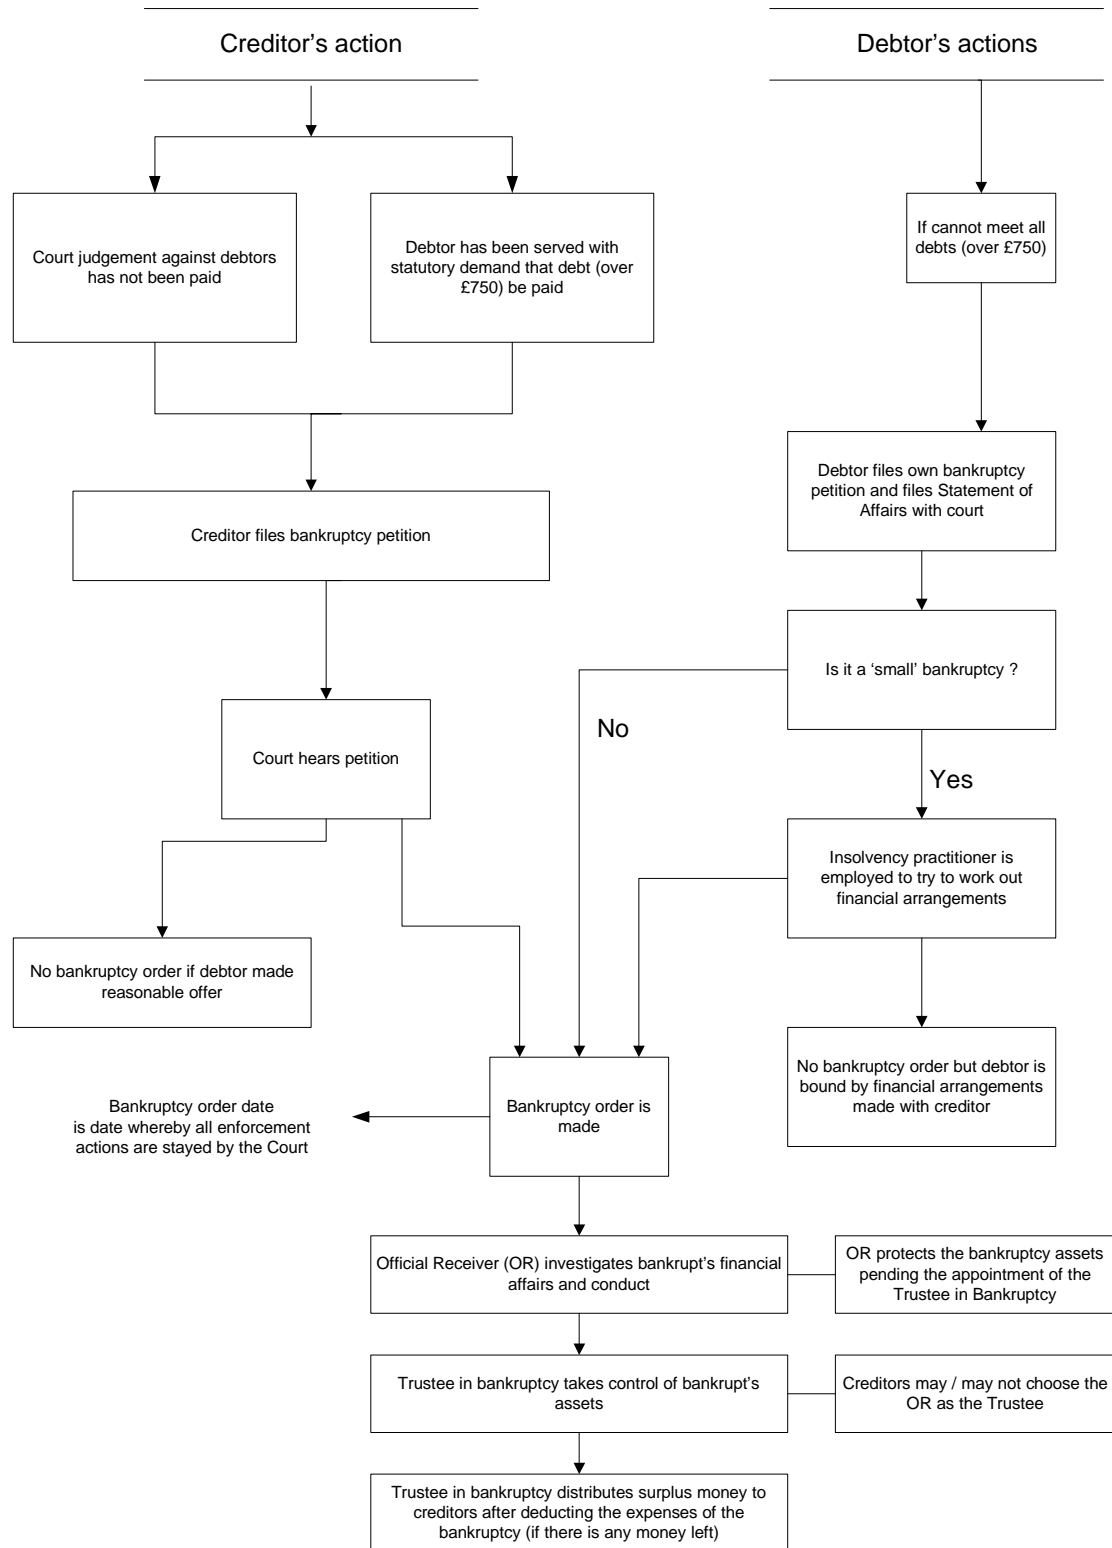 Creditor's action
Debtor's actions
Court judgement against debtors
has not been paid
Debtor has been served with
statutory demand that debt (over
£750) be paid
If cannot meet all
debts (over £750)
Debtor files own bankruptcy
petition and files Statement of
Affairs with court
Creditor files bankruptcy petition
Is it a ‘small’ bankruptcy ?
No
Court hears petition
Yes
Insolvency practitioner is
employed to try to work out
financial arrangements
No bankruptcy order if debtor made
reasonable offer
No bankruptcy order but debtor is
bound by financial arrangements
made with creditor
Bankruptcy order date
is date whereby all enforcement
actions are stayed by the Court
Bankruptcy order is
made
Official Receiver (OR) investigates bankrupt’s financial
affairs and conduct
OR protects the bankruptcy assets
pending the appointment of the
Trustee in Bankruptcy
Trustee in bankruptcy takes control of bankrupt’s
assets
Creditors may / may not choose the
OR as the Trustee
Trustee in bankruptcy distributes surplus money to
creditors after deducting the expenses of the
bankruptcy (if there is any money left)